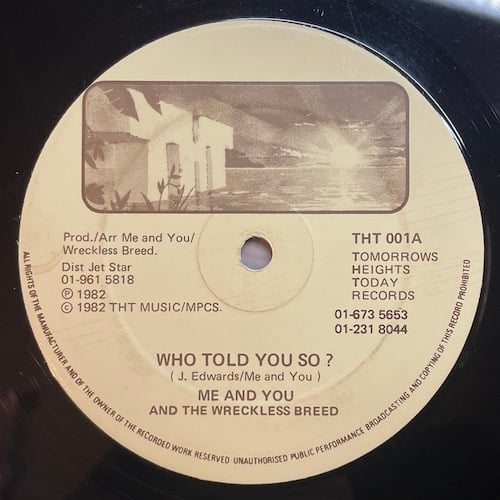 Prod./Arr Me and You/
Wreckless Breed.
Dist Jet Star
01-961 5818
Ⓟ 1982
© 1982 THT MUSIC/MPCS.
THT 001A
TOMORROWS
HEIGHTS
TODAY
RECORDS
01-673 5653
01-231 8044
WHO TOLD YOU SO ?
( J. Edwards/Me and You )
ME AND YOU
AND THE WRECKLESS BREED
ALL RIGHTS OF THE MANUFACTURER AND OF THE OWNER OF THE RECORDED WORK RESERVED UNAUTHORISED PUBLIC PERFORMANCE BROADCASTING AND COPYING OF THIS RECORD PROHIBITED